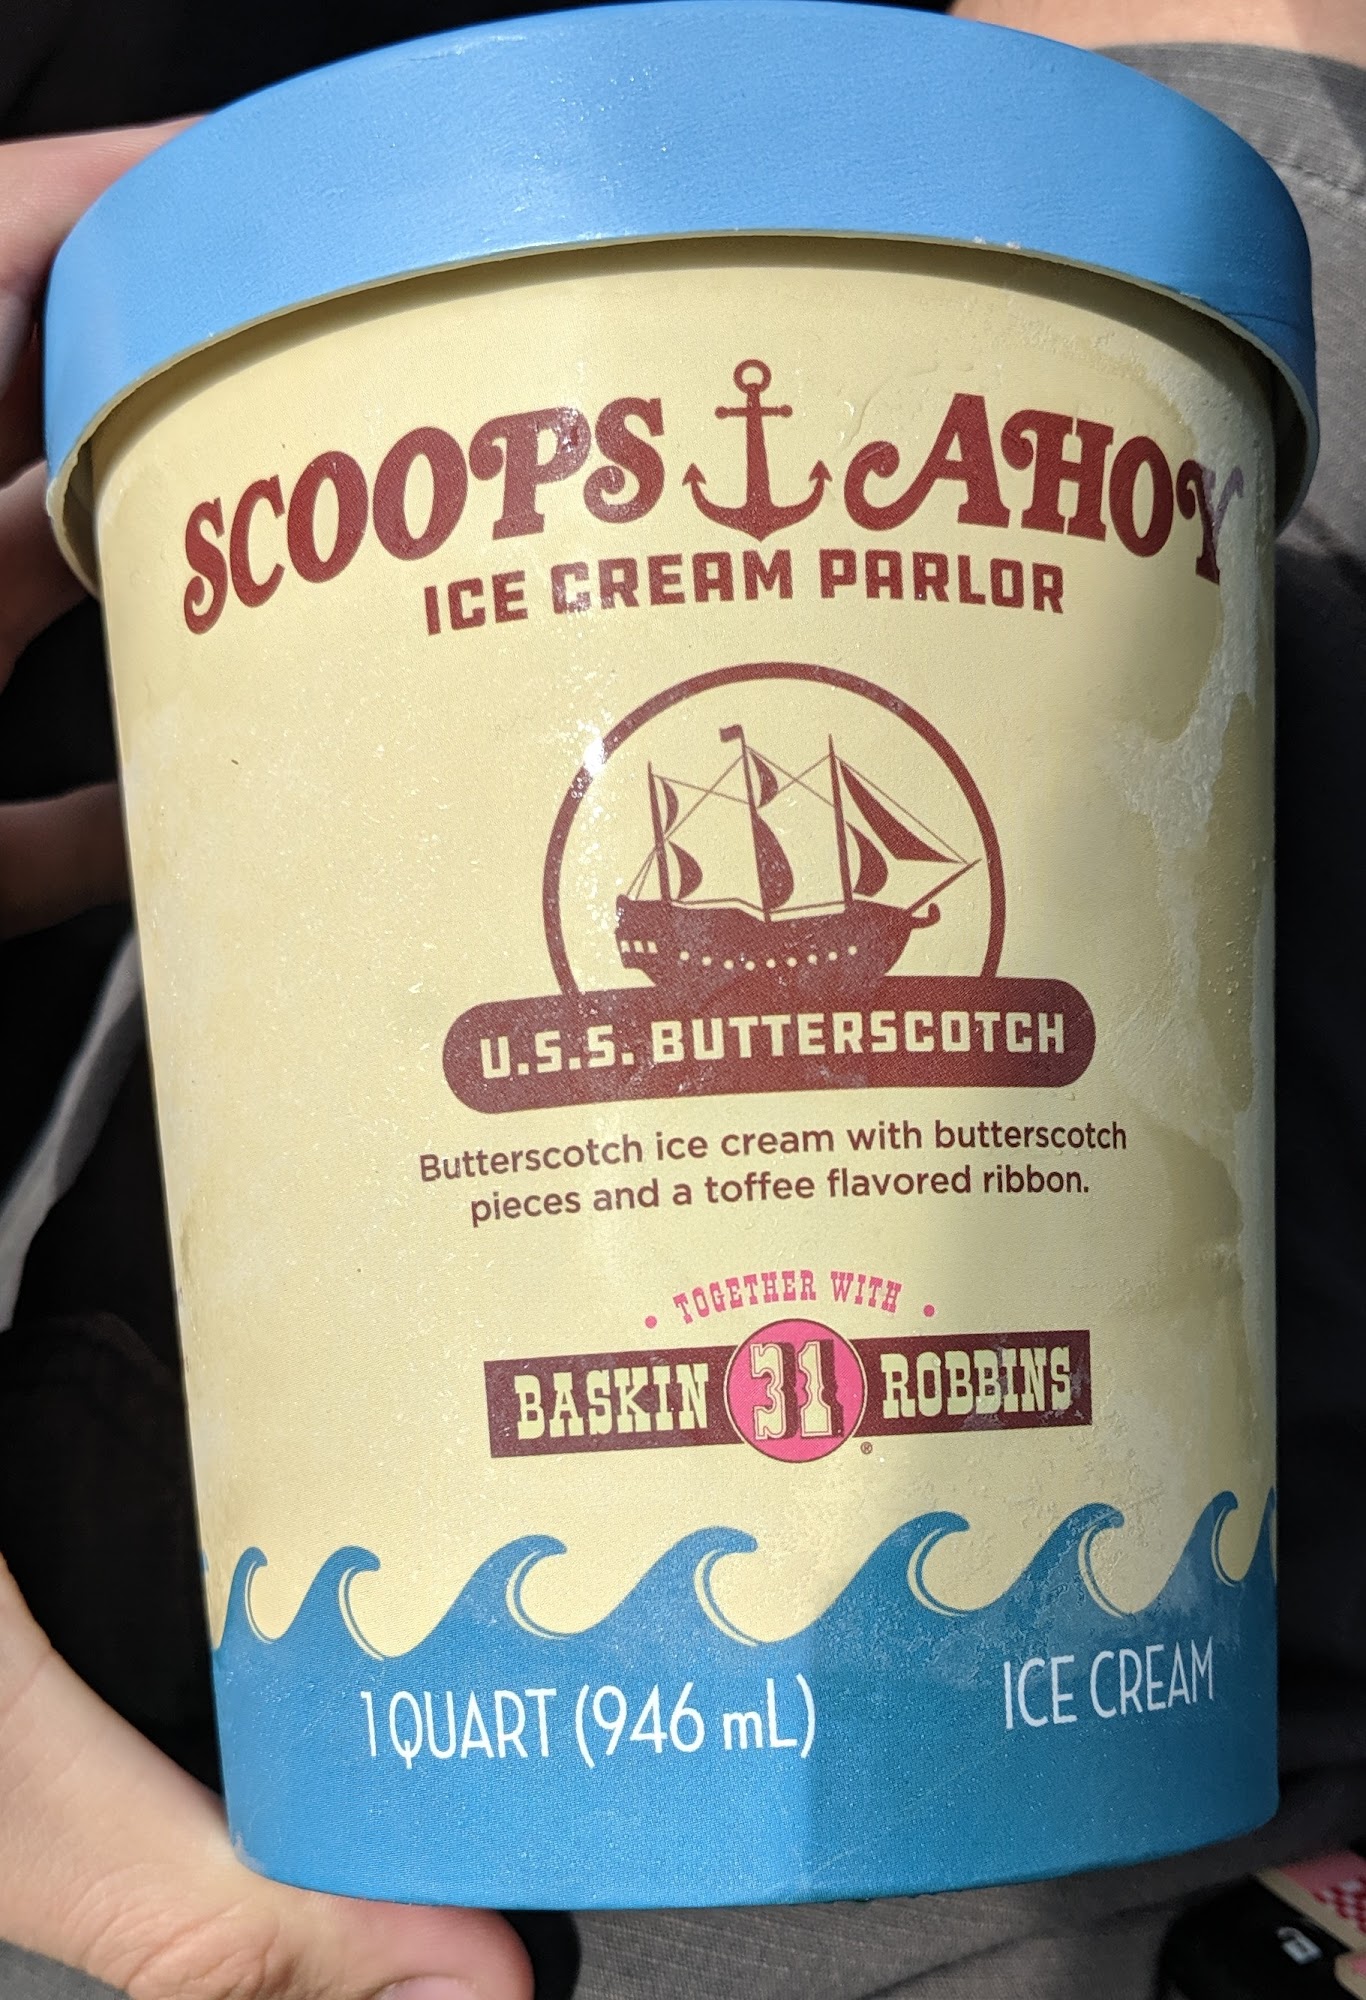 SCOOPS AHOY
ICE CREAM PARLOR
U.S.S. BUTTERSCOTCH
Butterscotch ice cream with butterscotch
pieces and a toffee flavored ribbon.
• TOGETHER WITH •
BASKIN 31 ROBBINS ®
1 QUART (946 mL) ICE CREAM